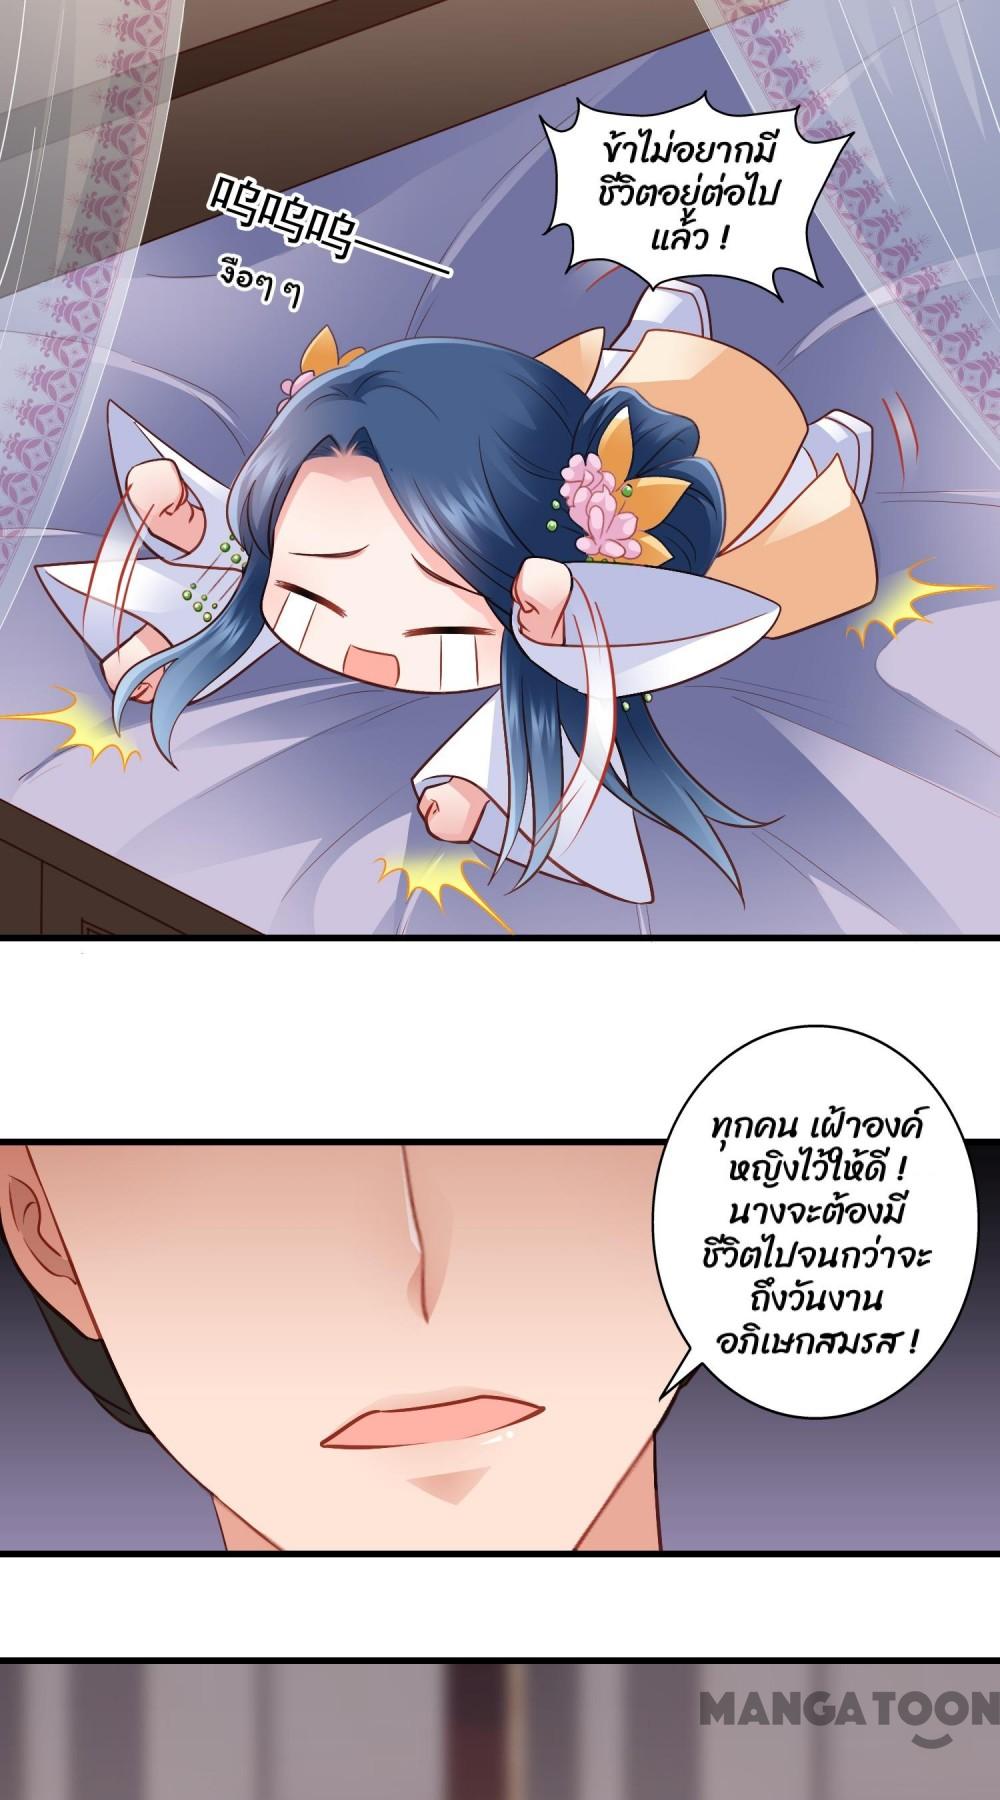 ข้าไม่อยากมี
ชีวิตอยู่ต่อไป
แล้ว !
呜呜呜——
งือๆ ๆ
ทุกคน เฝ้าองค์
หญิงไว้ให้ดี !
นางจะต้องมี
ชีวิตไปจนกว่าจะ
ถึงวันงาน
อภิเษกสมรส !
MANGATOON